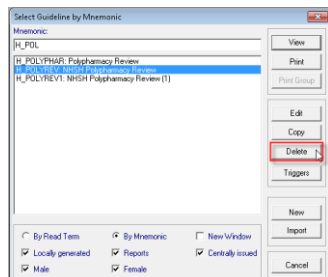 Select Guideline by Mnemonic
Mnemonic:
H_POL
H_POLYPHAR: Polypharmacy Review
H_POLYREV: NHSH Polypharmacy Review
H_POLYREV1: NHSH Polypharmacy Review (1)
View
Print
Print Group
Edit
Copy
Delete
Triggers
New
Import
Cancel
By Read Term
By Mnemonic
New Window
Locally generated
Reports
Centrally issued
Male
Female